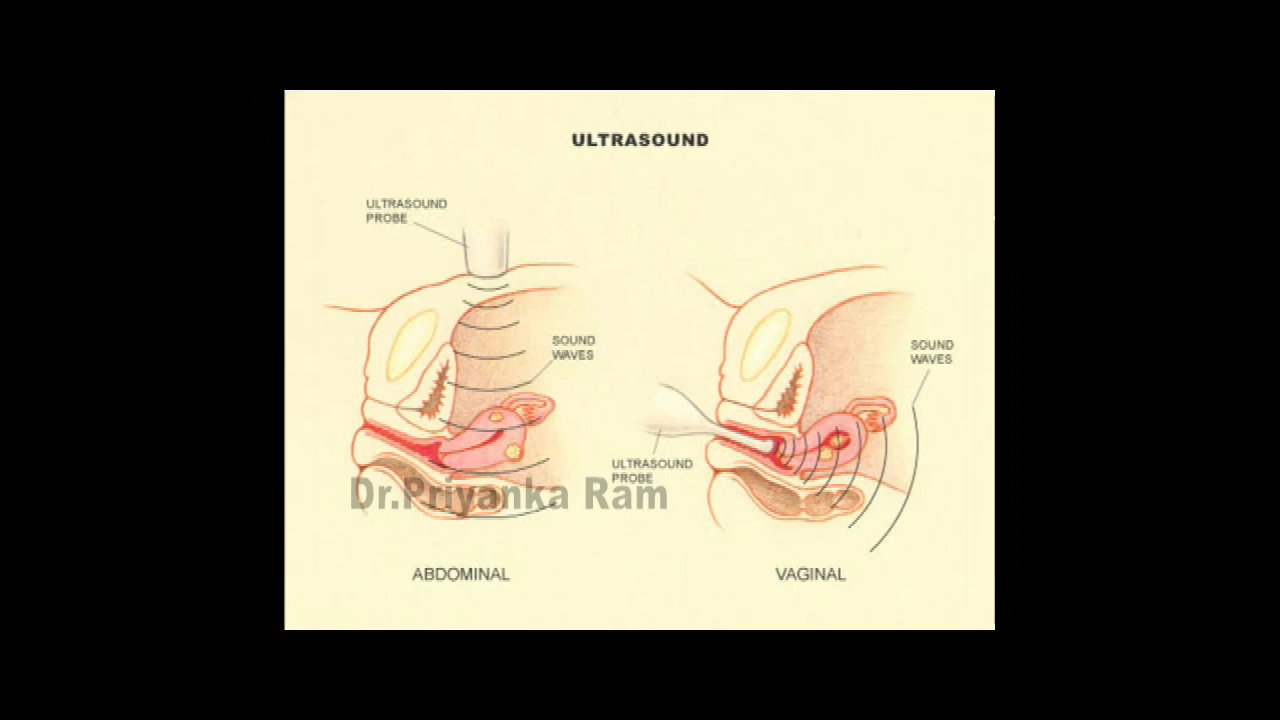 ULTRASOUND
ULTRASOUND
PROBE
SOUND
WAVES
ABDOMINAL
SOUND
WAVES
ULTRASOUND
PROBE
VAGINAL
Dr.Priyanka Ram